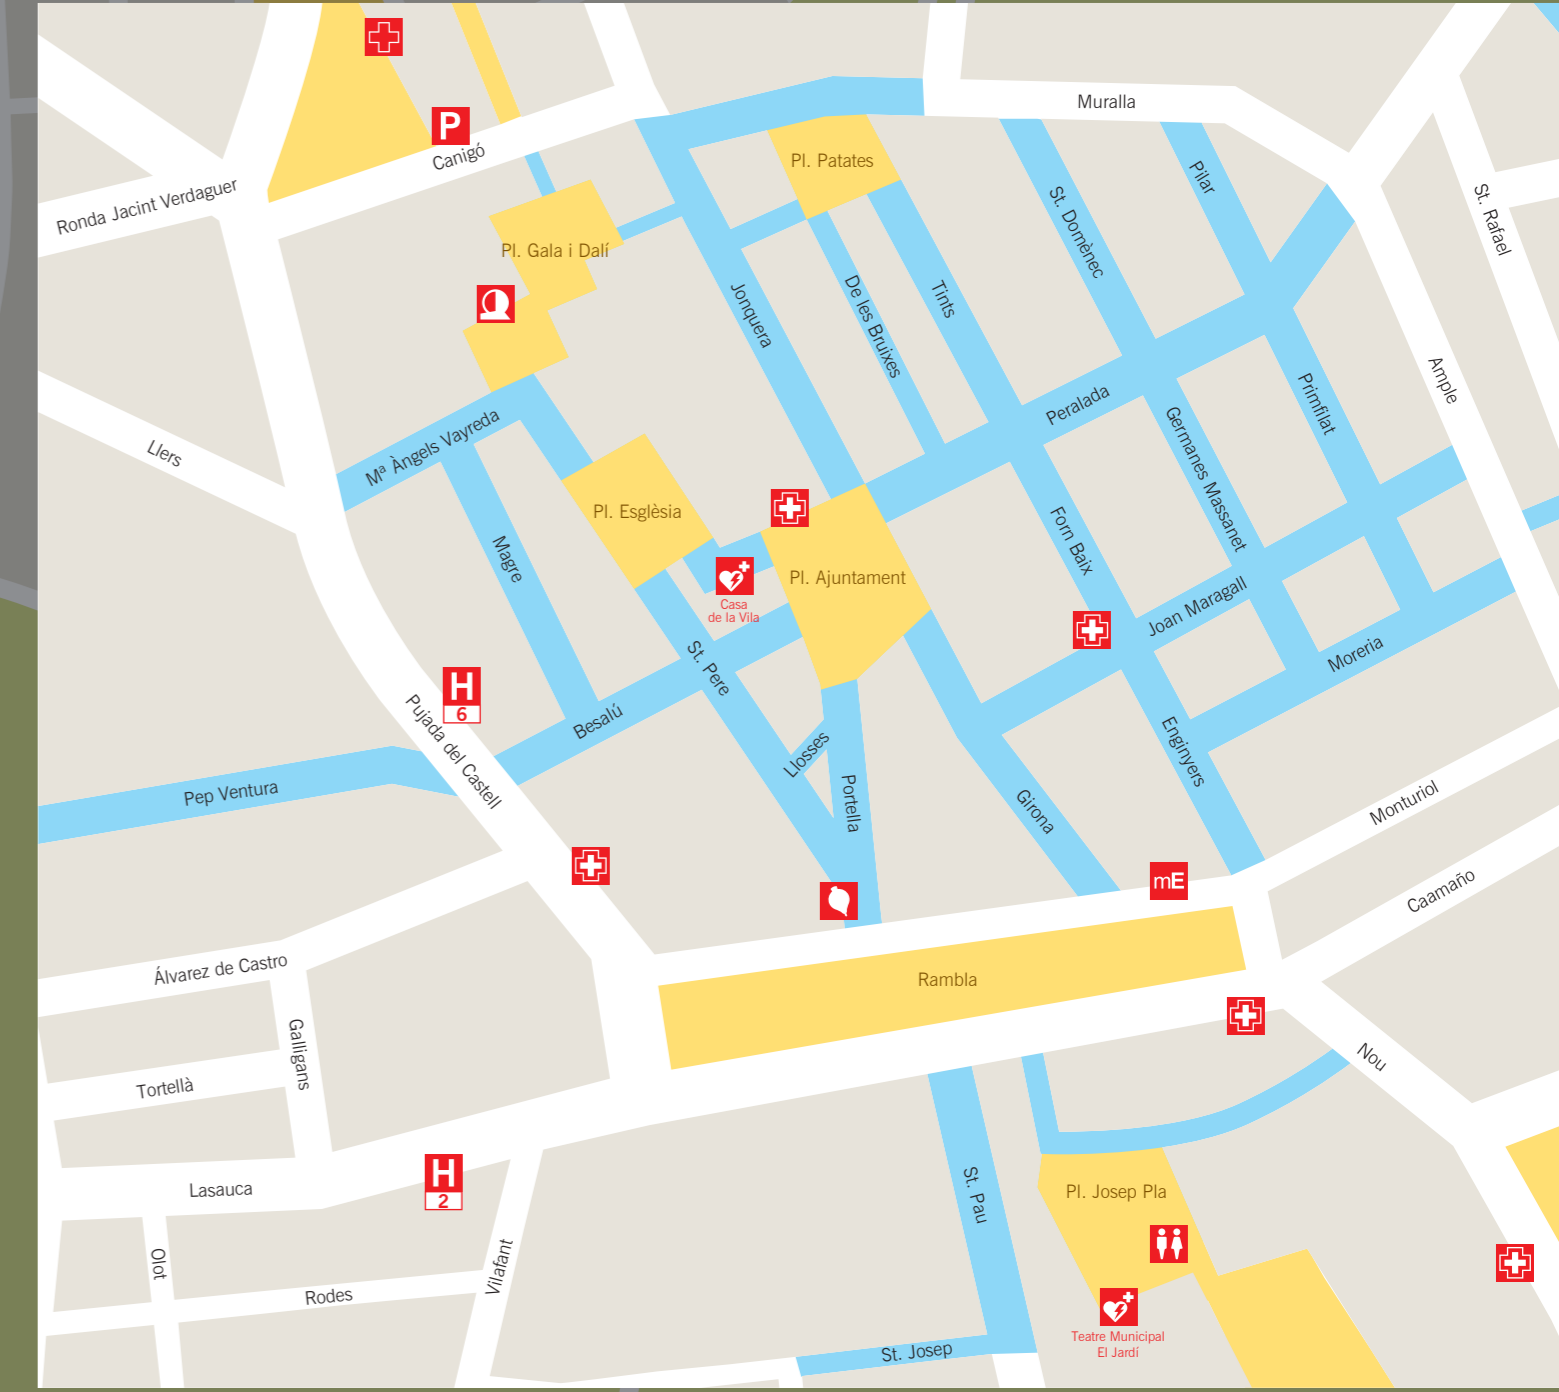 P
Canigó
Muralla
Ronda Jacint Verdaguer
Pl. Patates
Pilar
St. Domènec
St. Rafael
Pl. Gala i Dalí
Jonquera
De les Bruixes
Tints
Ample
Primfilat
Peralada
Mª Àngels Vayreda
Llers
Germanes Massanet
Pl. Esglèsia
Magre
Forn Baix
Pl. Ajuntament
Casa
de la Vila
Joan Maragall
Moreria
St. Pere
H
6
Pujada del Castell
Besalú
Llosses
Portella
Enginyers
Girona
Pep Ventura
Monturiol
mE
Caamaño
Álvarez de Castro
Rambla
Galligans
Nou
Tortellà
H
2
Lasauca
St. Pau
Pl. Josep Pla
Olot
Vilafant
Rodes
Teatre Municipal
El Jardí
St. Josep